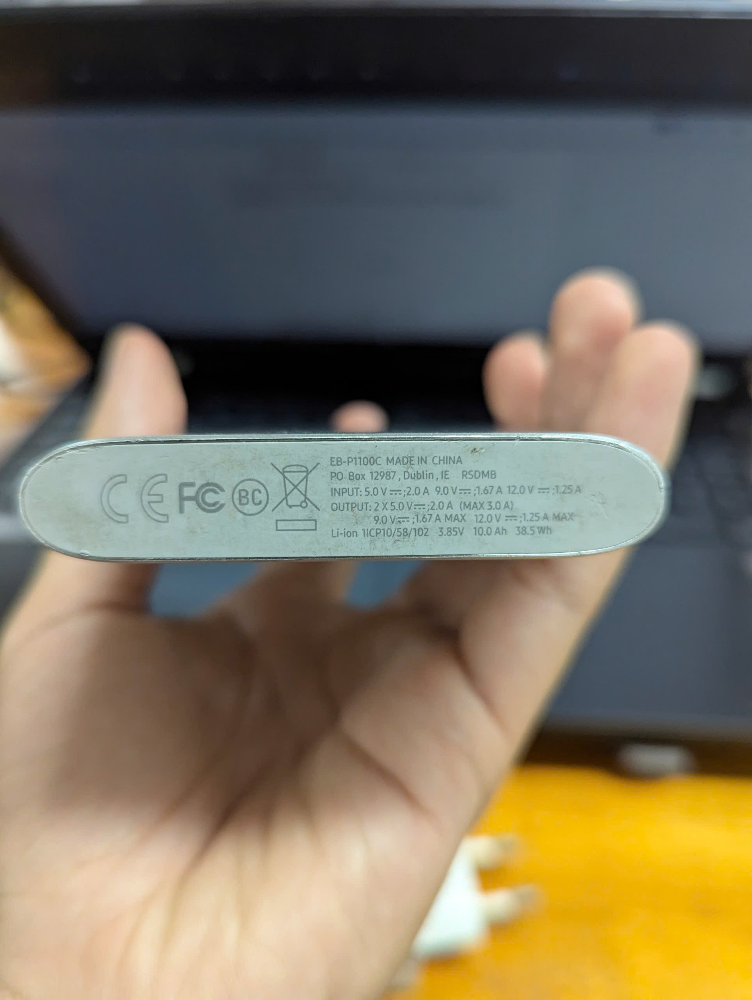 CE FC BC
EB-P1100C MADE IN CHINA
PO Box 12987, Dublin, IE RSDMB
INPUT: 5.0 V⎓;2.0 A 9.0 V⎓;1.67 A 12.0 V⎓;1.25 A
OUTPUT: 2 X 5.0 V⎓;2.0 A (MAX 3.0 A)
9.0 V⎓;1.67 A MAX 12.0 V⎓;1.25 A MAX
Li-ion 1ICP10/58/102 3.85V 10.0 Ah 38.5 Wh